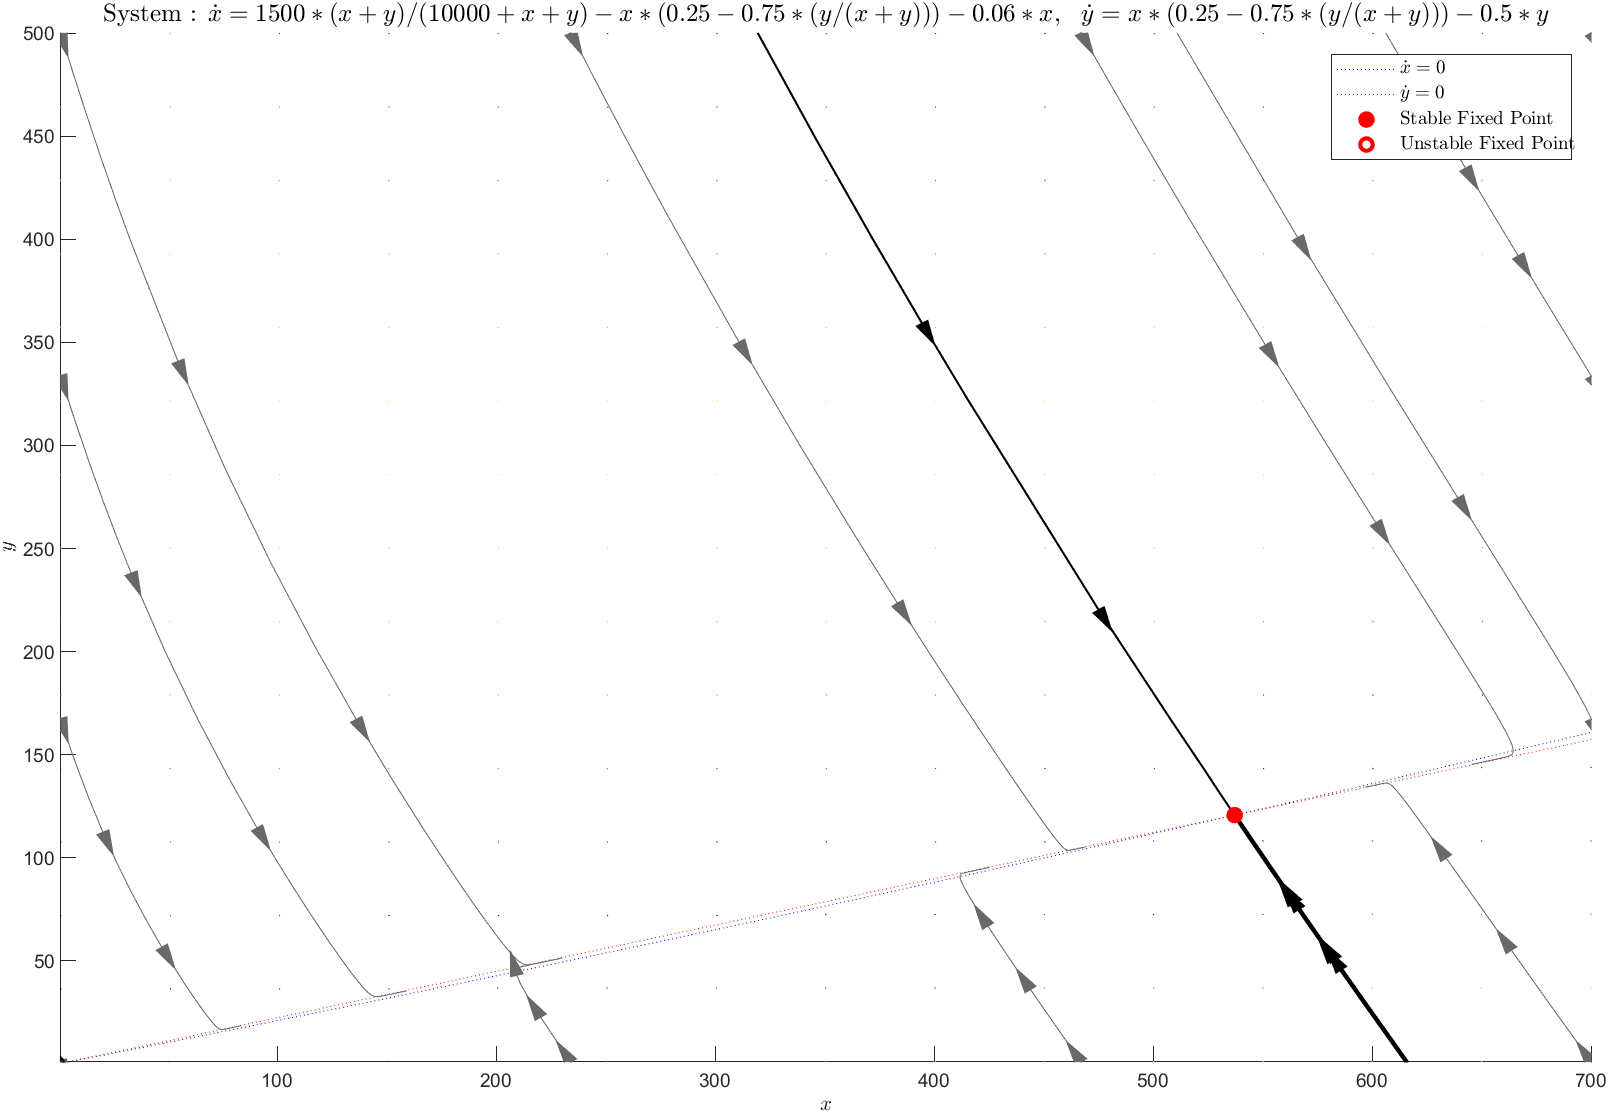 System : ẋ = 1500 ∗ (x + y)/(10000 + x + y) − x ∗ (0.25 − 0.75 ∗ (y/(x + y))) − 0.06 ∗ x, ẏ = x ∗ (0.25 − 0.75 ∗ (y/(x + y))) − 0.5 ∗ y
ẋ = 0
ẏ = 0
Stable Fixed Point
Unstable Fixed Point
500
450
400
350
300
250
200
150
100
50
y
100 200 300 400 500 600 700
x